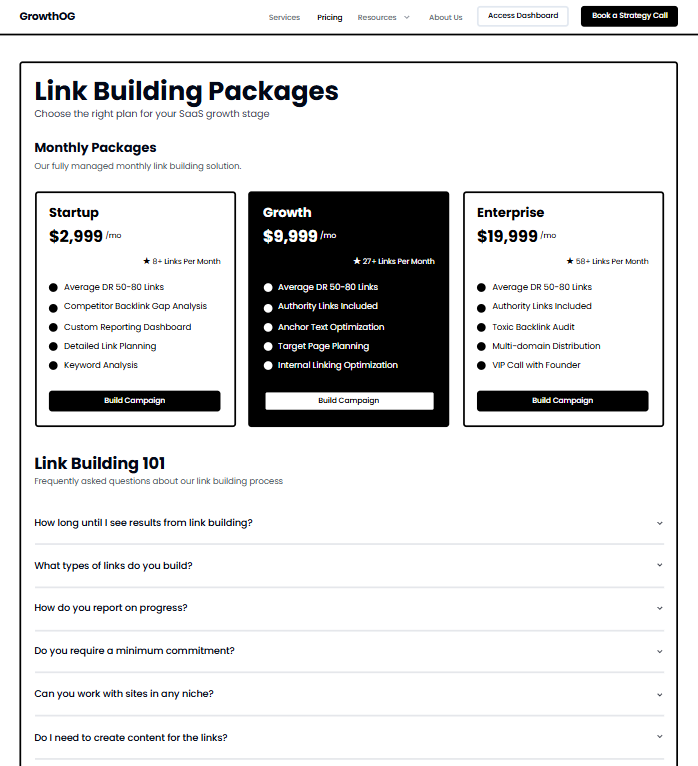 GrowthOG
Services
Pricing
Resources
About Us
Access Dashboard
Book a Strategy Call
Link Building Packages
Choose the right plan for your SaaS growth stage
Monthly Packages
Our fully managed monthly link building solution.
Startup
$2,999 /mo
★ 8+ Links Per Month
Average DR 50-80 Links
Competitor Backlink Gap Analysis
Custom Reporting Dashboard
Detailed Link Planning
Keyword Analysis
Build Campaign
Growth
$9,999 /mo
★ 27+ Links Per Month
Average DR 50-80 Links
Authority Links Included
Anchor Text Optimization
Target Page Planning
Internal Linking Optimization
Build Campaign
Enterprise
$19,999 /mo
★ 58+ Links Per Month
Average DR 50-80 Links
Authority Links Included
Toxic Backlink Audit
Multi-domain Distribution
VIP Call with Founder
Build Campaign
Link Building 101
Frequently asked questions about our link building process
How long until I see results from link building?
What types of links do you build?
How do you report on progress?
Do you require a minimum commitment?
Can you work with sites in any niche?
Do I need to create content for the links?